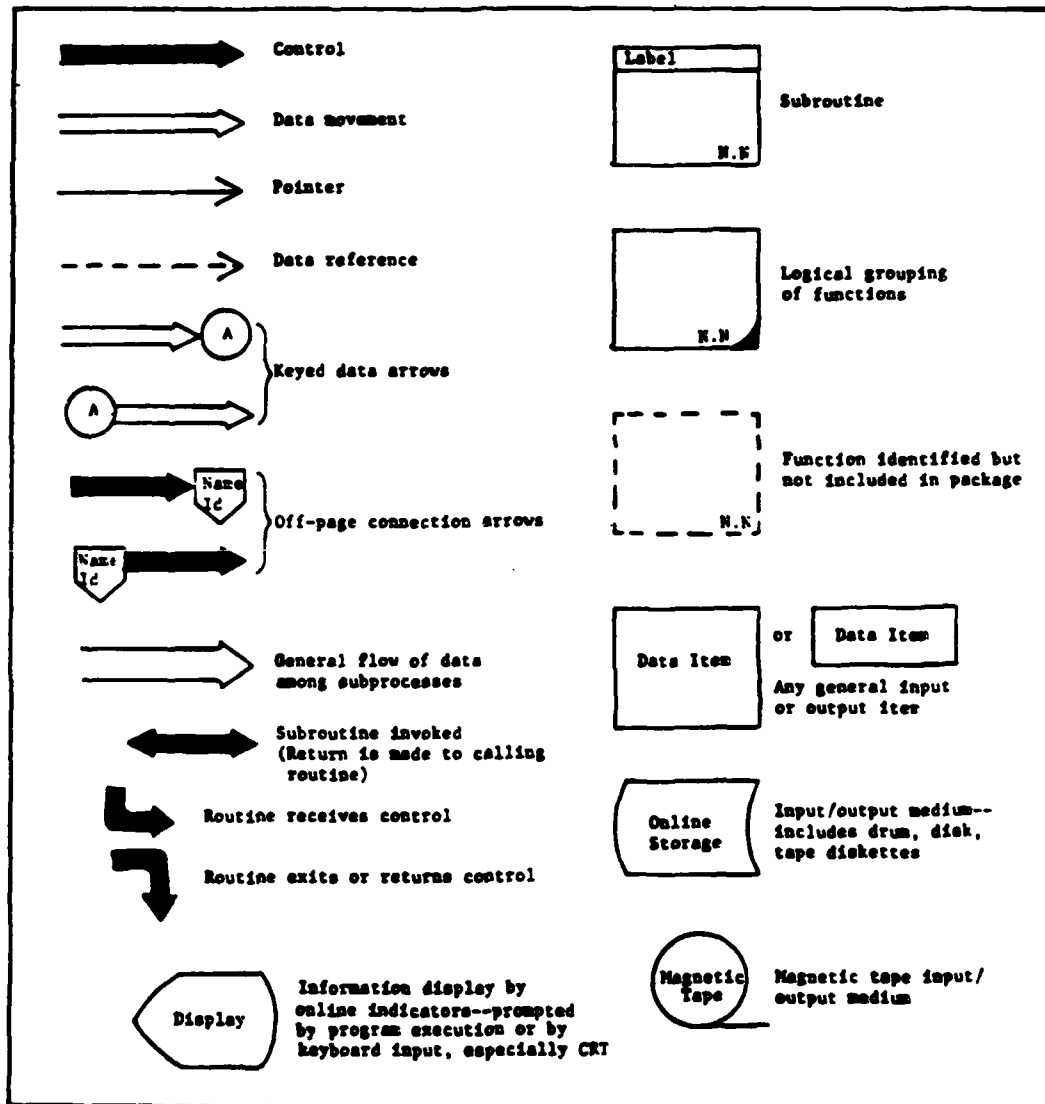 Control
Data movement
Pointer
Data reference
A
Keyed data arrows
A
Name
Id
Off-page connection arrows
Name
Id
General flow of data
among subprocesses
Subroutine invoked
(Return is made to calling
routine)
Routine receives control
Routine exits or returns control
Display
Information display by
online indicators--prompted
by program execution or by
keyboard input, especially CRT
Label
N.N
Subroutine
N.N
Logical grouping
of functions
N.N
Function identified but
not included in package
Data Item
or
Data Item
Any general input
or output item
Online
Storage
Input/output medium--
includes drum, disk,
tape diskettes
Magnetic
Tape
Magnetic tape input/
output medium